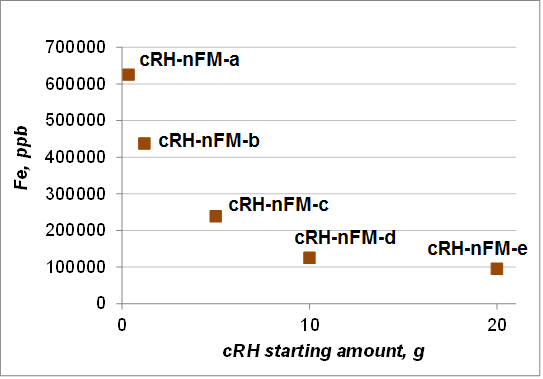 700000
600000
500000
400000
300000
200000
100000
0
Fe, ppb
cRH-nFM-a
cRH-nFM-b
cRH-nFM-c
cRH-nFM-d
cRH-nFM-e
0
10
20
cRH starting amount, g